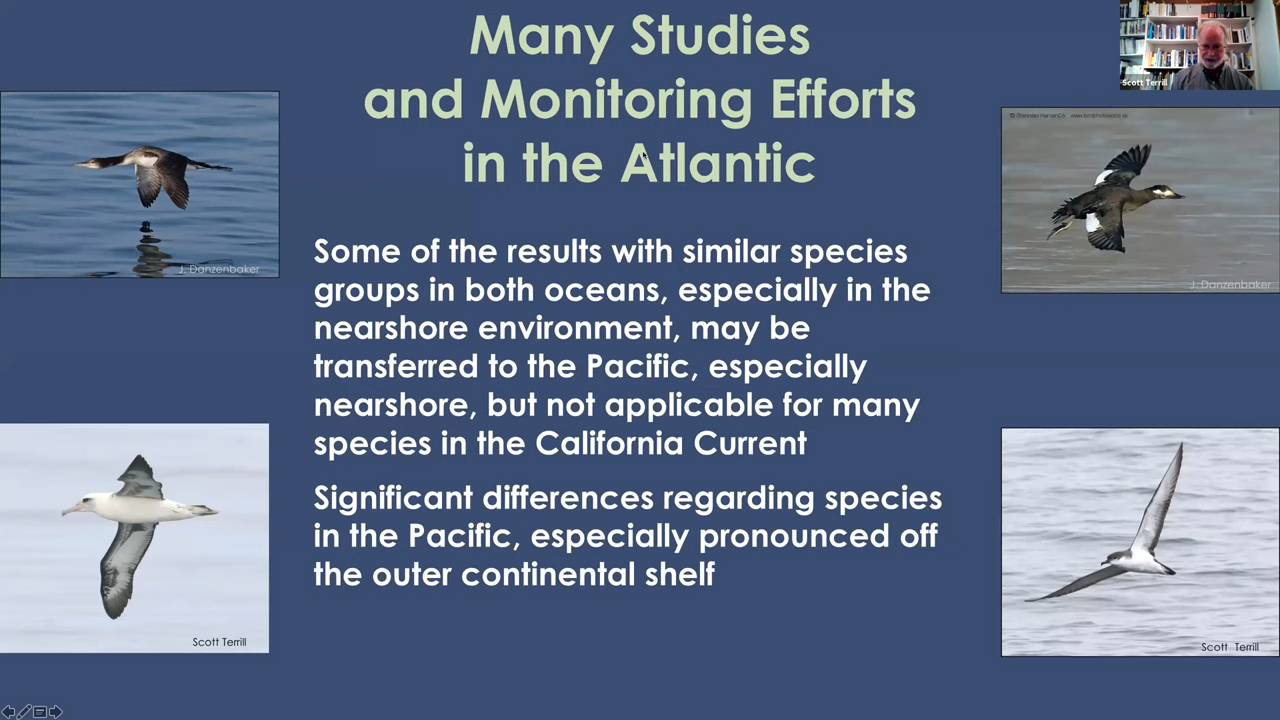 Many Studies
and Monitoring Efforts
in the Atlantic
Scott Terrill
J. Danzenbaker
J. Danzenbaker
Some of the results with similar species
groups in both oceans, especially in the
nearshore environment, may be
transferred to the Pacific, especially
nearshore, but not applicable for many
species in the California Current
Significant differences regarding species
in the Pacific, especially pronounced off
the outer continental shelf
Scott Terrill
Scott Terrill